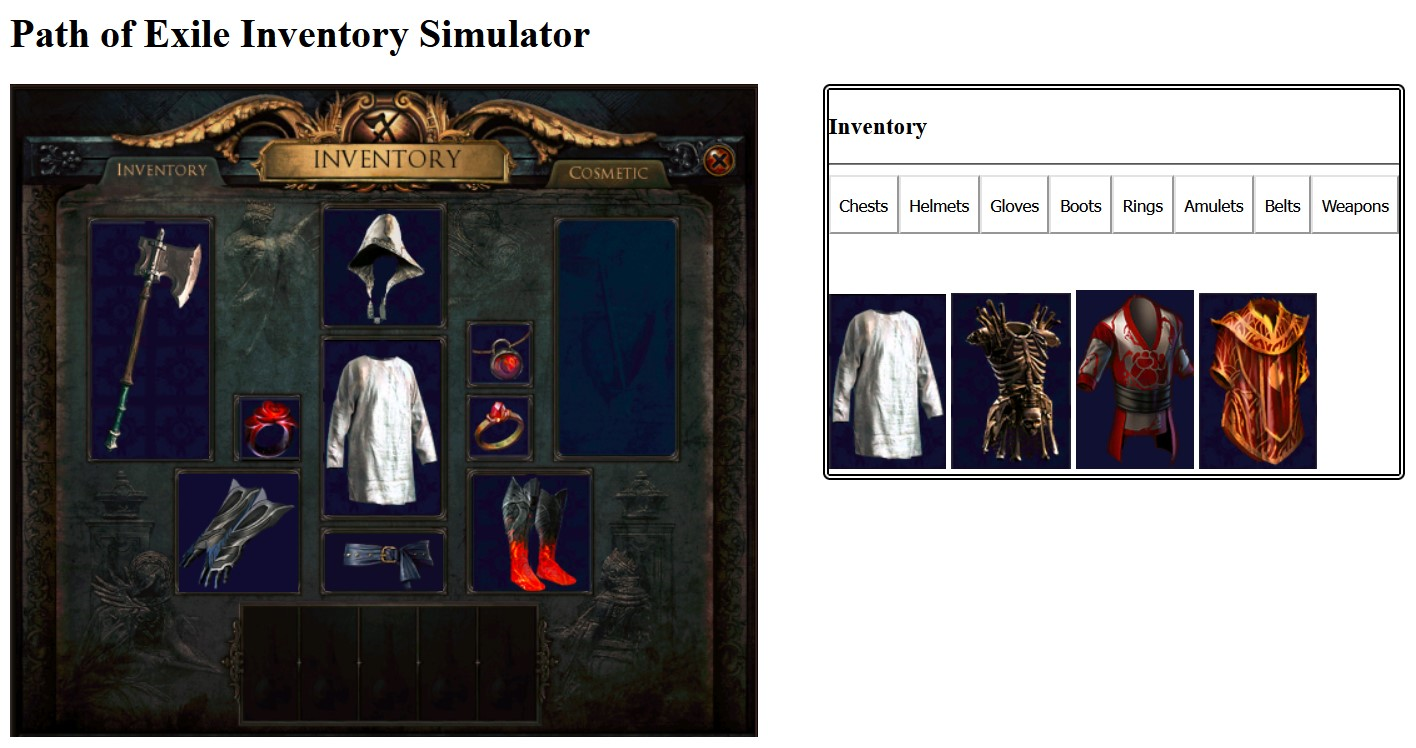 Path of Exile Inventory Simulator
INVENTORY
INVENTORY
COSMETIC
Inventory
Chests Helmets Gloves Boots Rings Amulets Belts Weapons